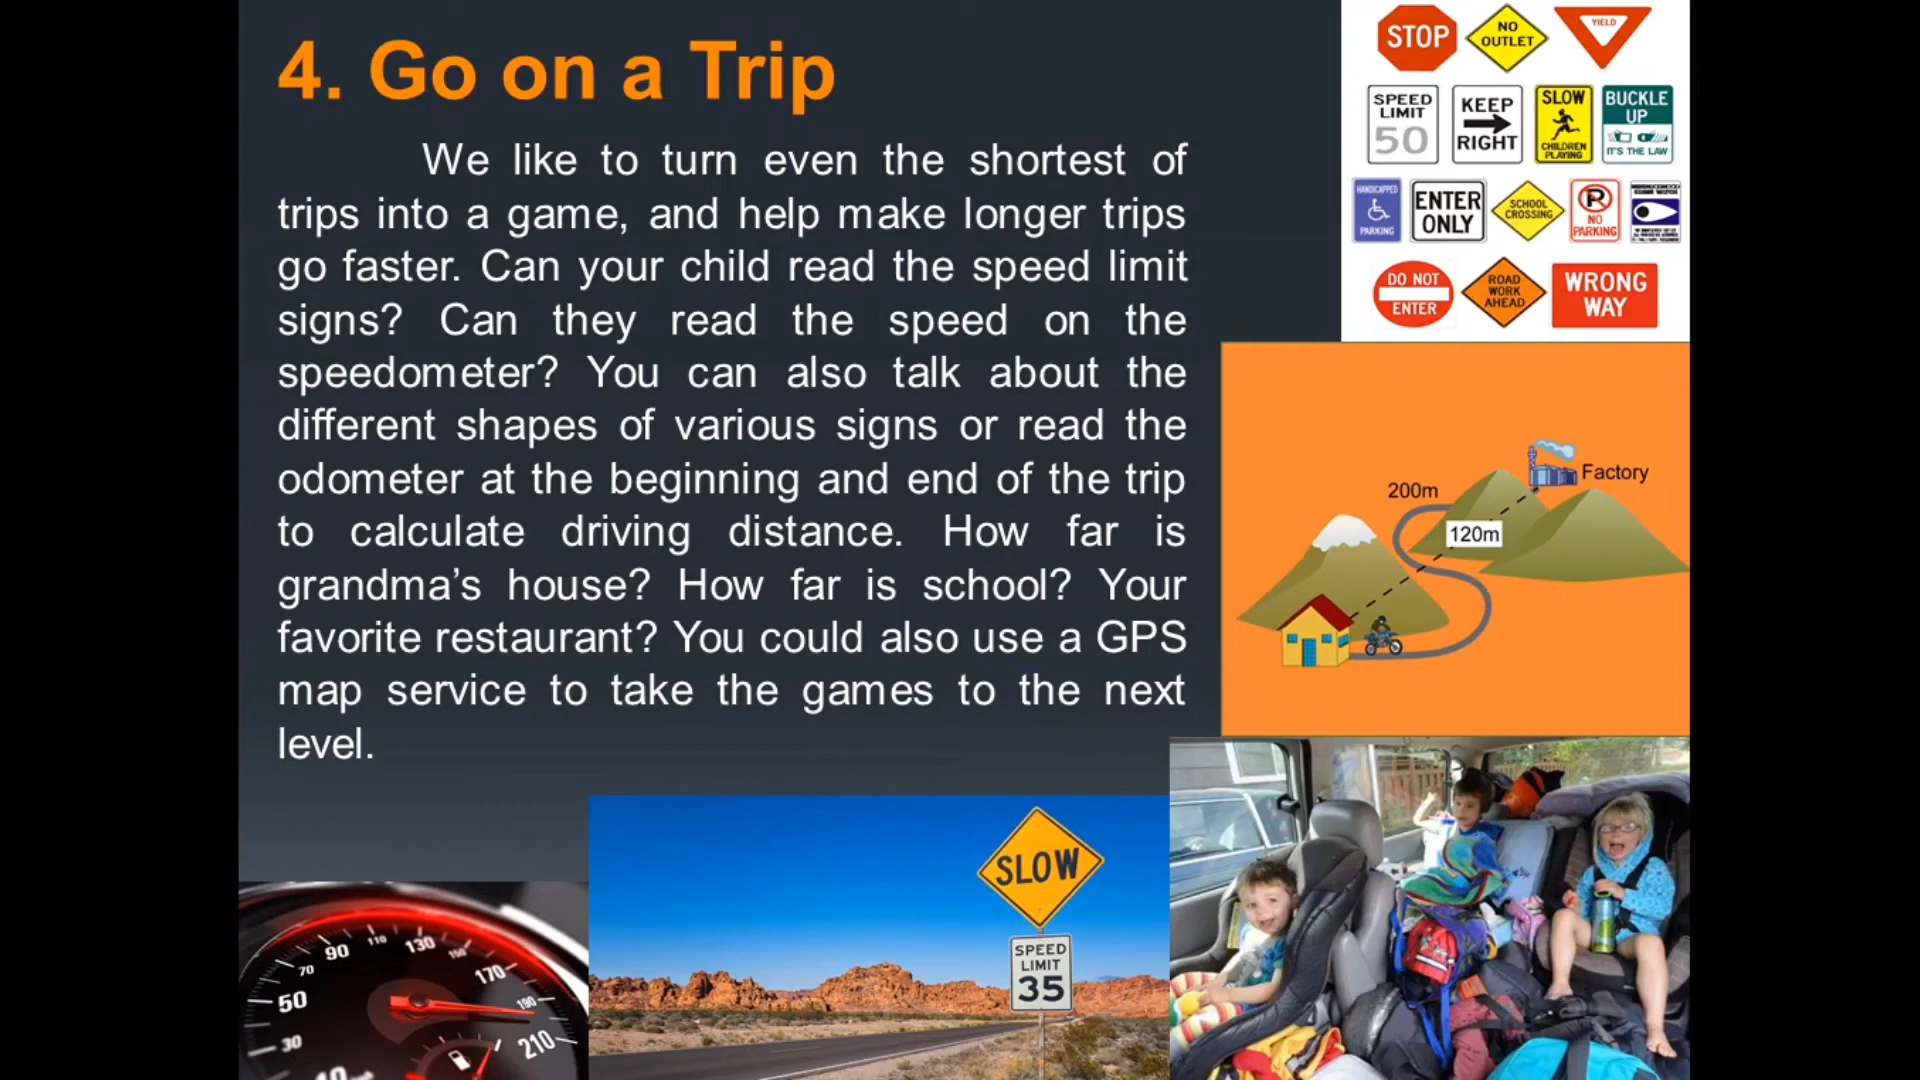 4. Go on a Trip
We like to turn even the shortest of
trips into a game, and help make longer trips
go faster. Can your child read the speed limit
signs? Can they read the speed on the
speedometer? You can also talk about the
different shapes of various signs or read the
odometer at the beginning and end of the trip
to calculate driving distance. How far is
grandma's house? How far is school? Your
favorite restaurant? You could also use a GPS
map service to take the games to the next
level.
STOP
NO
OUTLET
YIELD
SPEED
LIMIT
50
KEEP
RIGHT
SLOW
CHILDREN
PLAYING
BUCKLE
UP
IT'S THE LAW
HANDICAPPED
PARKING
ENTER
ONLY
SCHOOL
CROSSING
P
NO
PARKING
DO NOT
ENTER
ROAD
WORK
AHEAD
WRONG
WAY
Factory
200m
120m
SLOW
SPEED
LIMIT
35
30
50
70
90
110
130
150
170
190
210